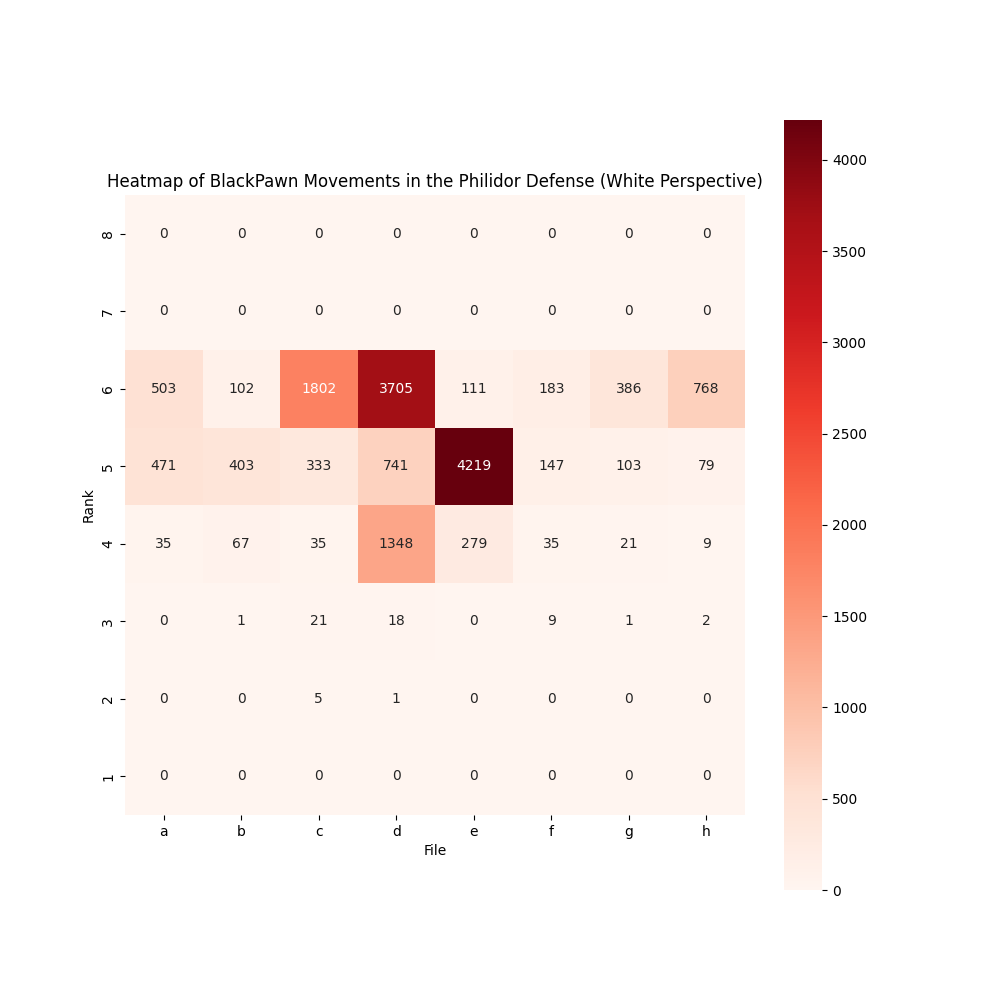 Heatmap of BlackPawn Movements in the Philidor Defense (White Perspective)
8 0 0 0 0 0 0 0 0
7 0 0 0 0 0 0 0 0
6 503 102 1802 3705 111 183 386 768
5 471 403 333 741 4219 147 103 79
4 35 67 35 1348 279 35 21 9
3 0 1 21 18 0 9 1 2
2 0 0 5 1 0 0 0 0
1 0 0 0 0 0 0 0 0
a b c d e f g h
Rank
File
4000
3500
3000
2500
2000
1500
1000
500
0